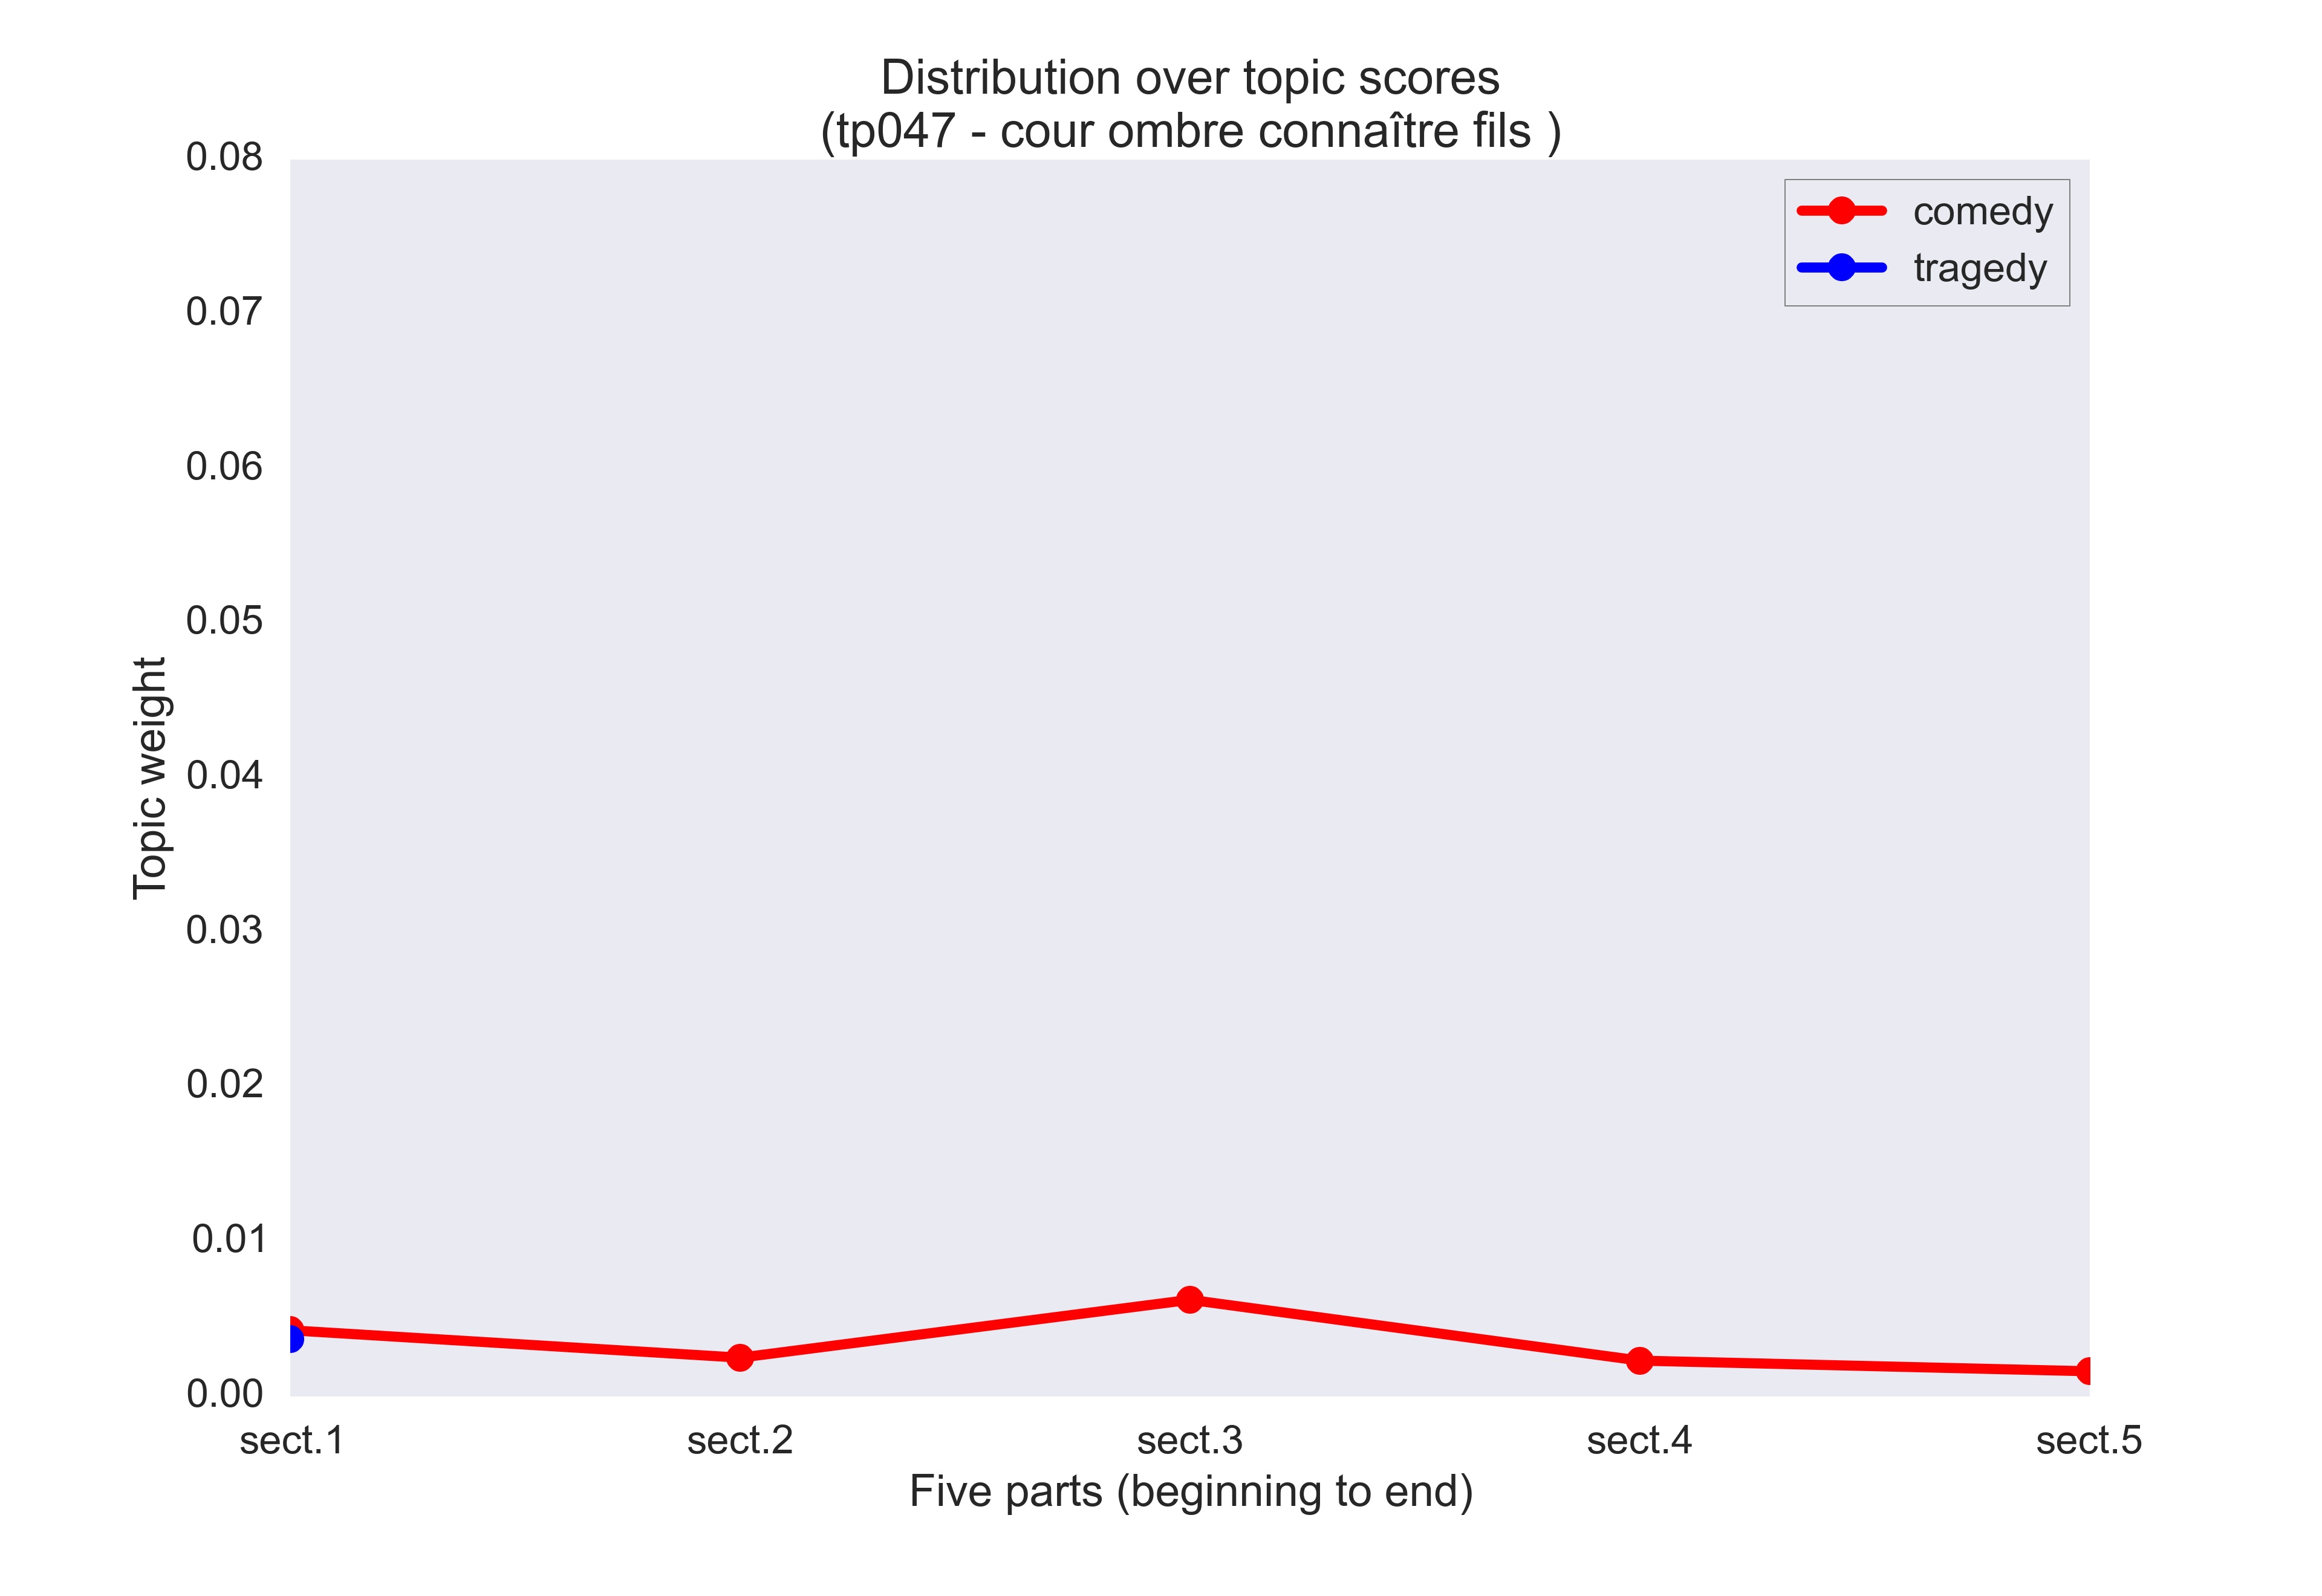 Distribution over topic scores
(tp047 - cour ombre connaître fils )
comedy
tragedy
0.08
0.07
0.06
0.05
0.04
0.03
0.02
0.01
0.00
Topic weight
sect.1
sect.2
sect.3
sect.4
sect.5
Five parts (beginning to end)